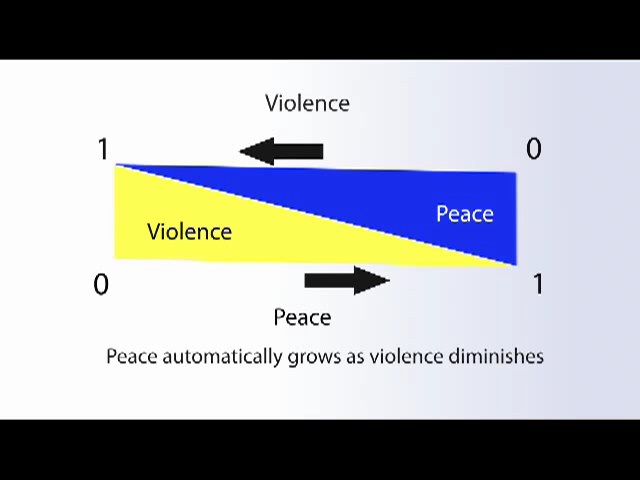 Violence
1
0
Peace
Violence
0
1
Peace
Peace automatically grows as violence diminishes